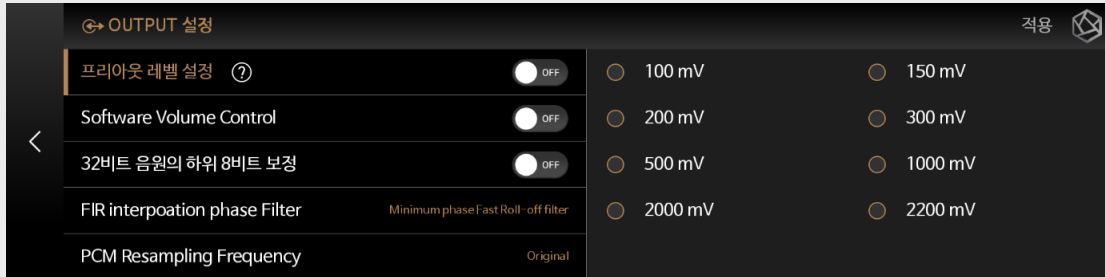 OUTPUT 설정 적용
프리아웃 레벨 설정 ? OFF 100 mV 150 mV
Software Volume Control OFF 200 mV 300 mV
32비트 음원의 하위 8비트 보정 OFF 500 mV 1000 mV
FIR interpoation phase Filter Minimum phase Fast Roll-off filter 2000 mV 2200 mV
PCM Resampling Frequency Original